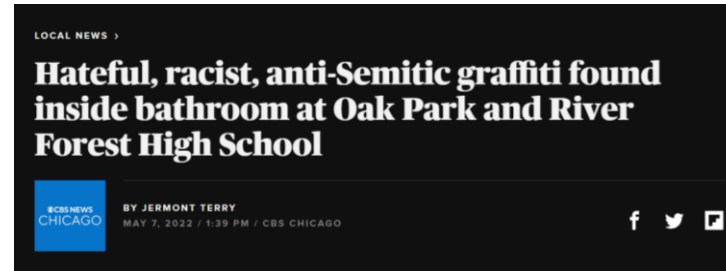 LOCAL NEWS >
Hateful, racist, anti-Semitic graffiti found
inside bathroom at Oak Park and River
Forest High School
CBS NEWS
CHICAGO
BY JERMONT TERRY
MAY 7, 2022 / 1:39 PM / CBS CHICAGO